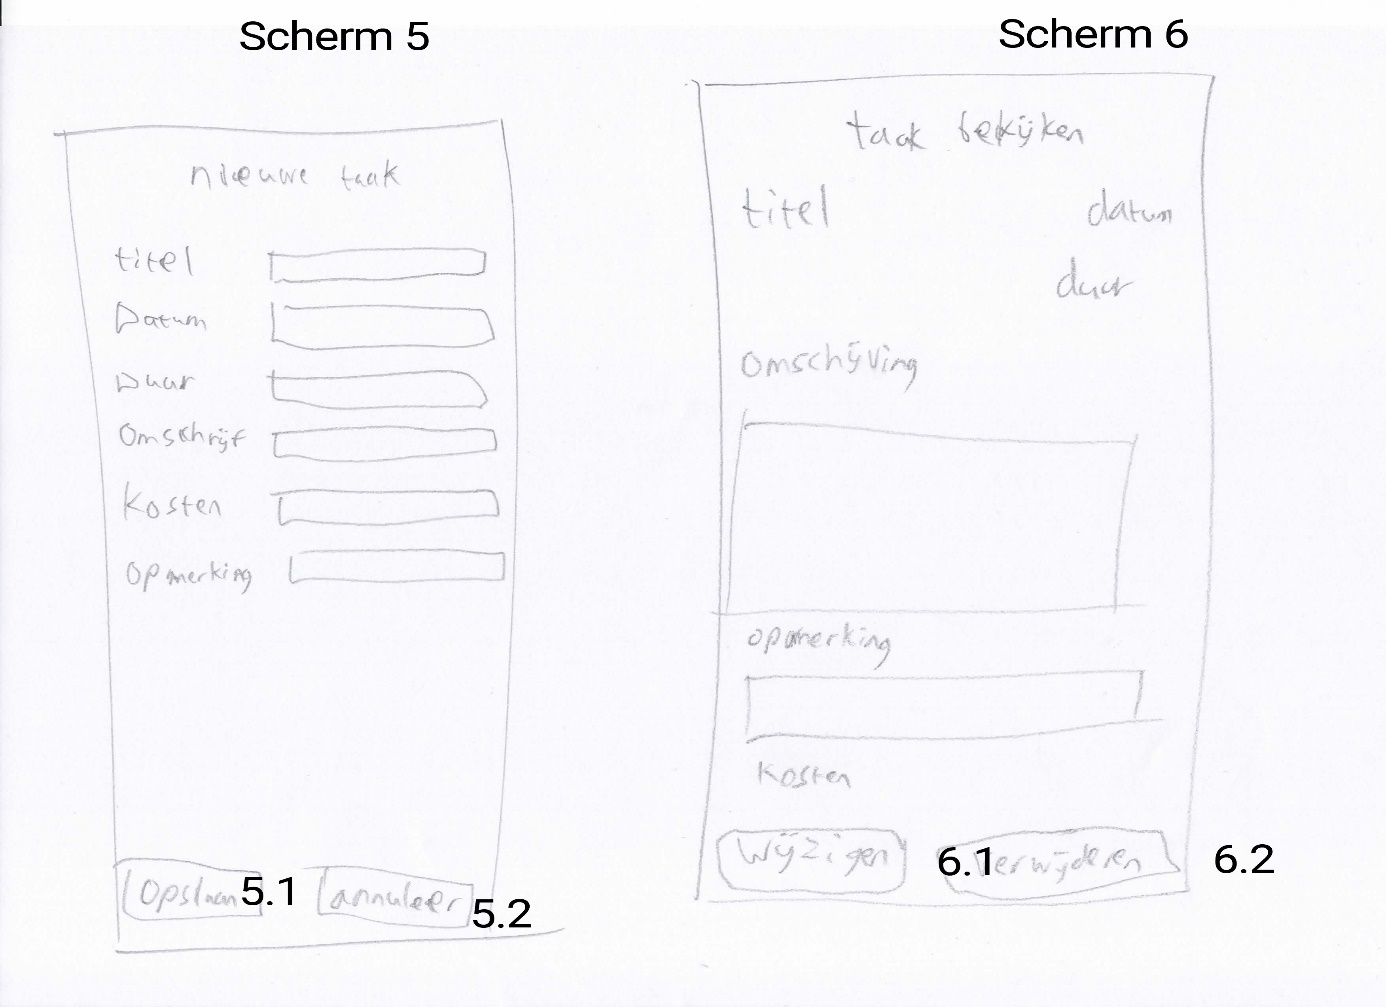 Scherm 5
nieuwe taak
titel
Datum
Duur
Omschrijf
Kosten
Opmerking
Opslaan 5.1
annuleer 5.2
Scherm 6
taak bekijken
titel datum
duur
Omschijving
opmerking
Kosten
Wijzigen 6.1
verwijderen 6.2